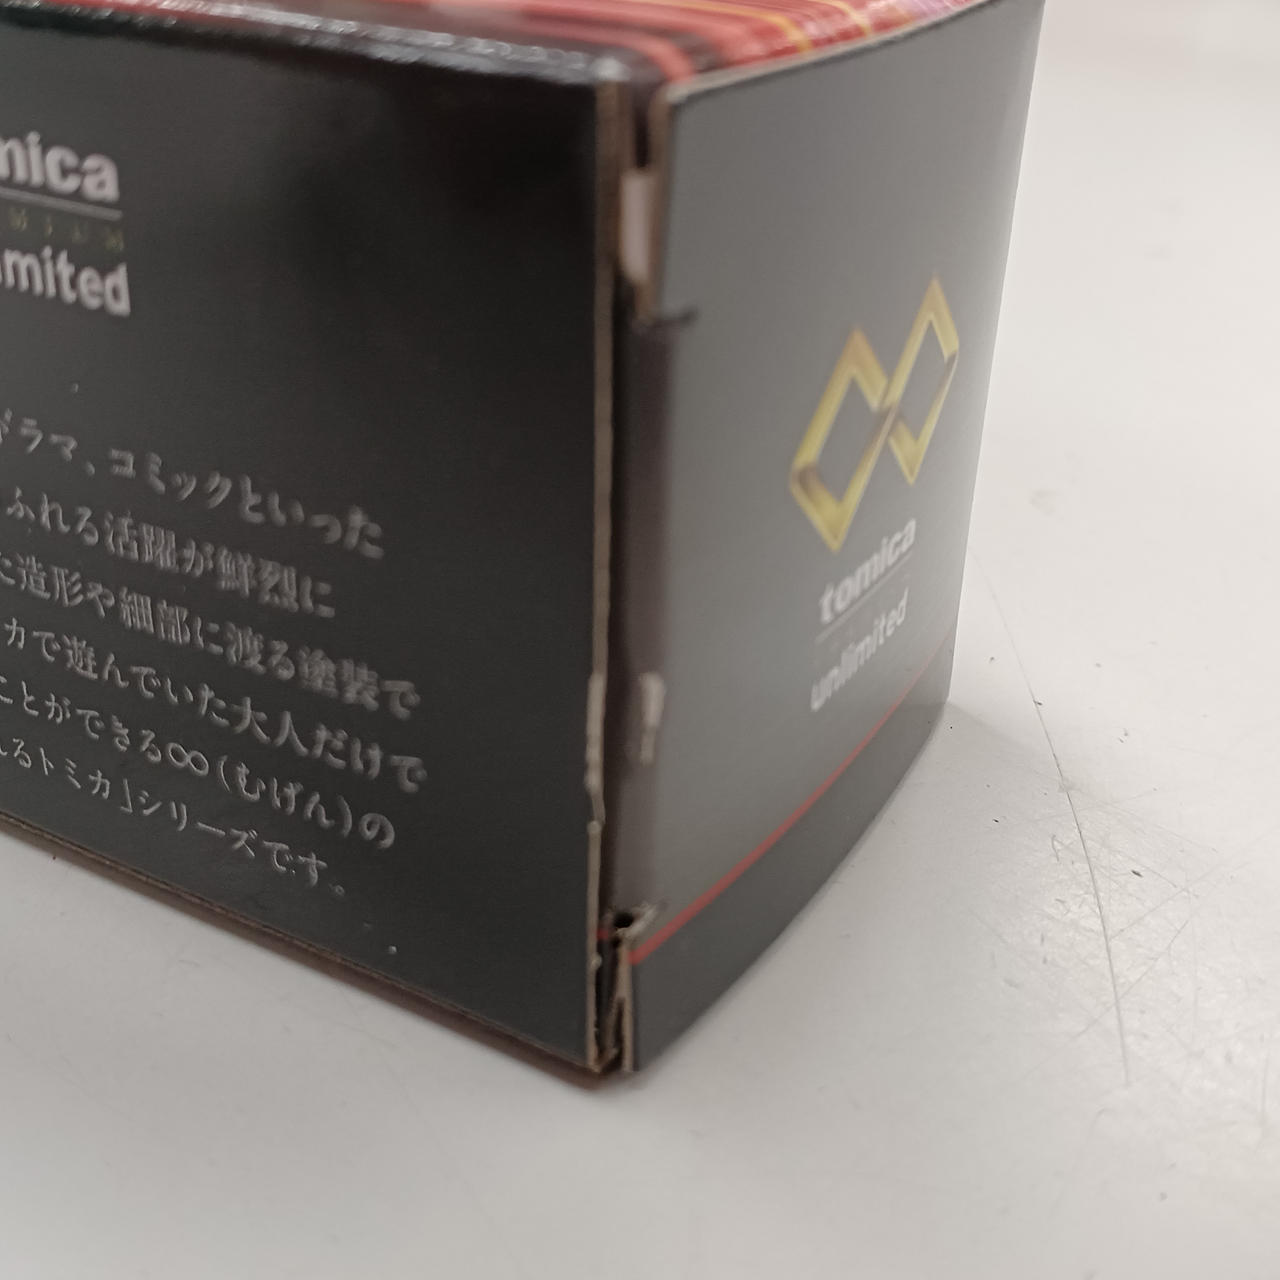 mica
mited
ドラマ、コミックといった
ふれる活躍が鮮烈に
た造形や細部に渡る塗装で
カで遊んでいた大人だけで
ことができる∞(むげん)の
れるトミカ」シリーズです。
tomica
unlimited